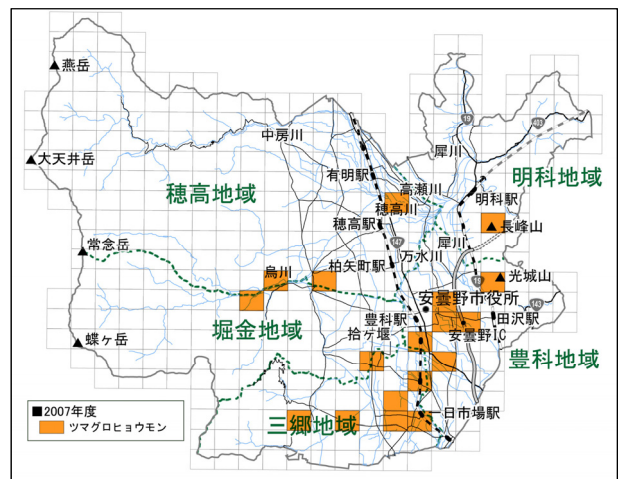 燕岳
19
403
中房川
犀川
大天井岳
有明駅
高瀬川
明科地域
穂高地域
穂高川
明科駅
穂高駅
長峰山
147
万水川
犀川
常念岳
柏矢町駅
光城山
烏川
19
安曇野市役所
143
堀金地域
豊科駅
田沢駅
蝶ヶ岳
拾ヶ堰
安曇野IC
豊科地域
2007年度
日市場駅
ツマグロヒョウモン
三郷地域